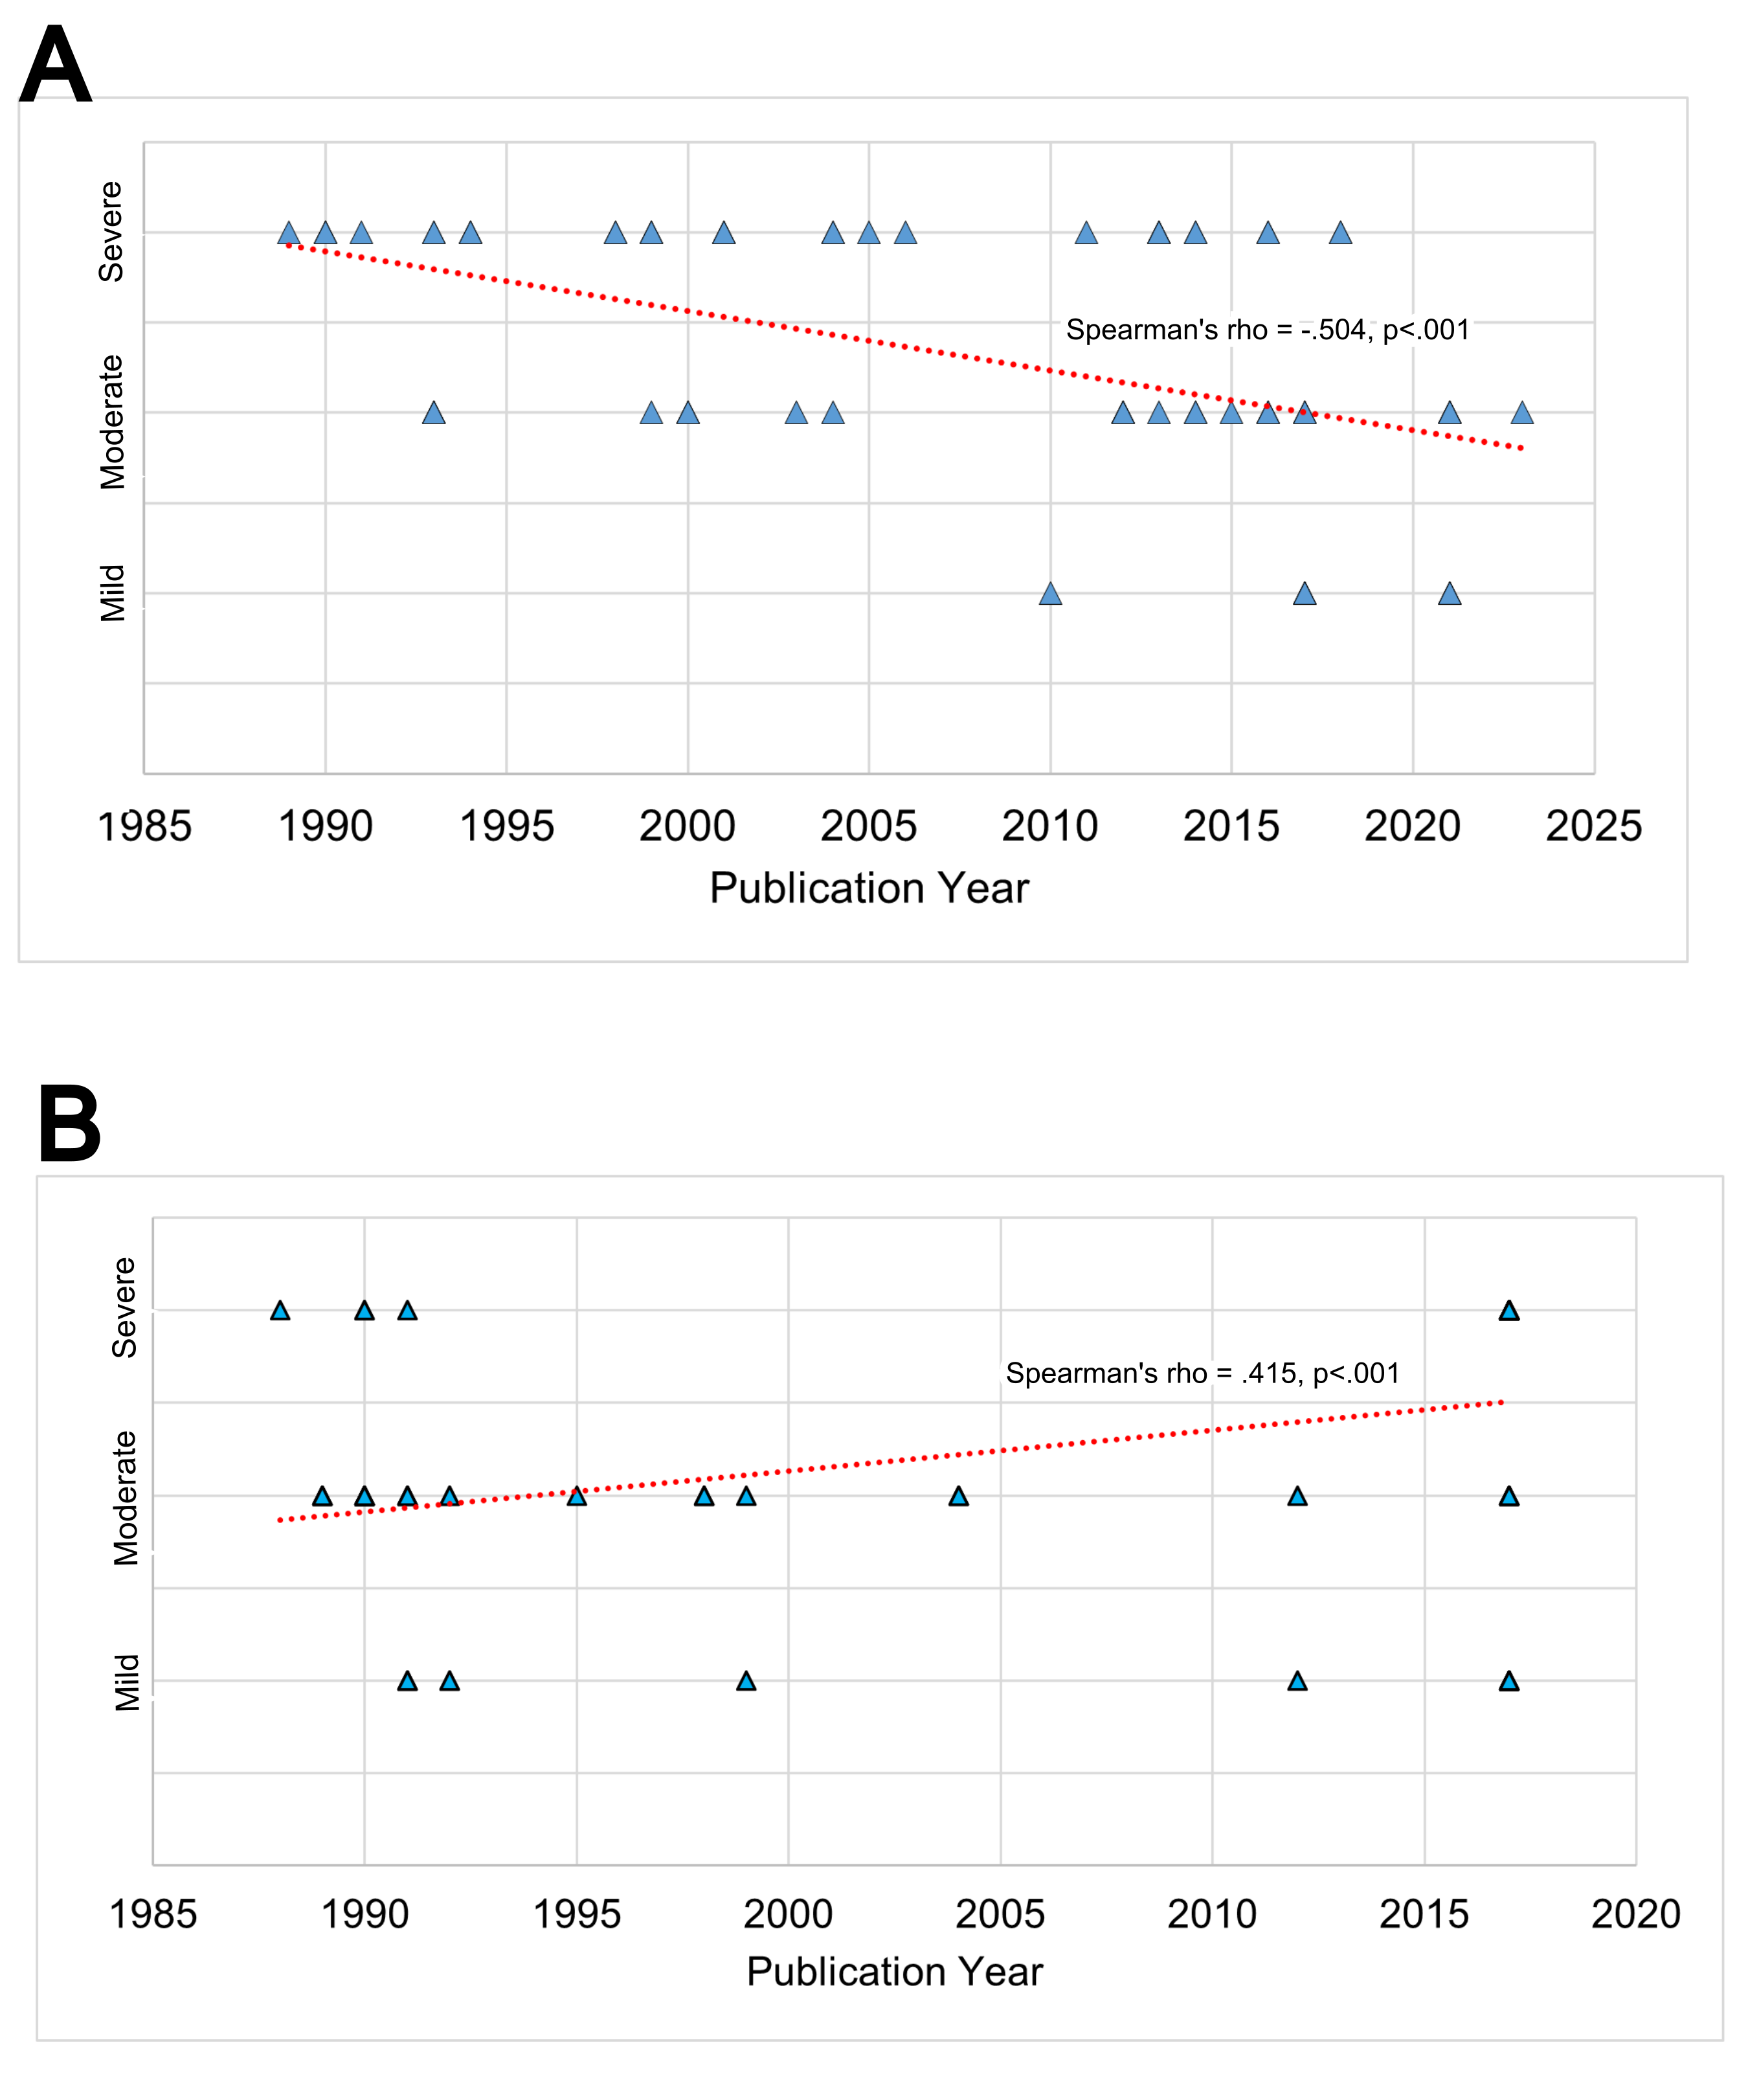 A
Severe
Spearman's rho = -.504, p<.001
Moderate
Mild
1985 1990 1995 2000 2005 2010 2015 2020 2025
Publication Year
B
Severe
Spearman's rho = .415, p<.001
Moderate
Mild
1985 1990 1995 2000 2005 2010 2015 2020
Publication Year